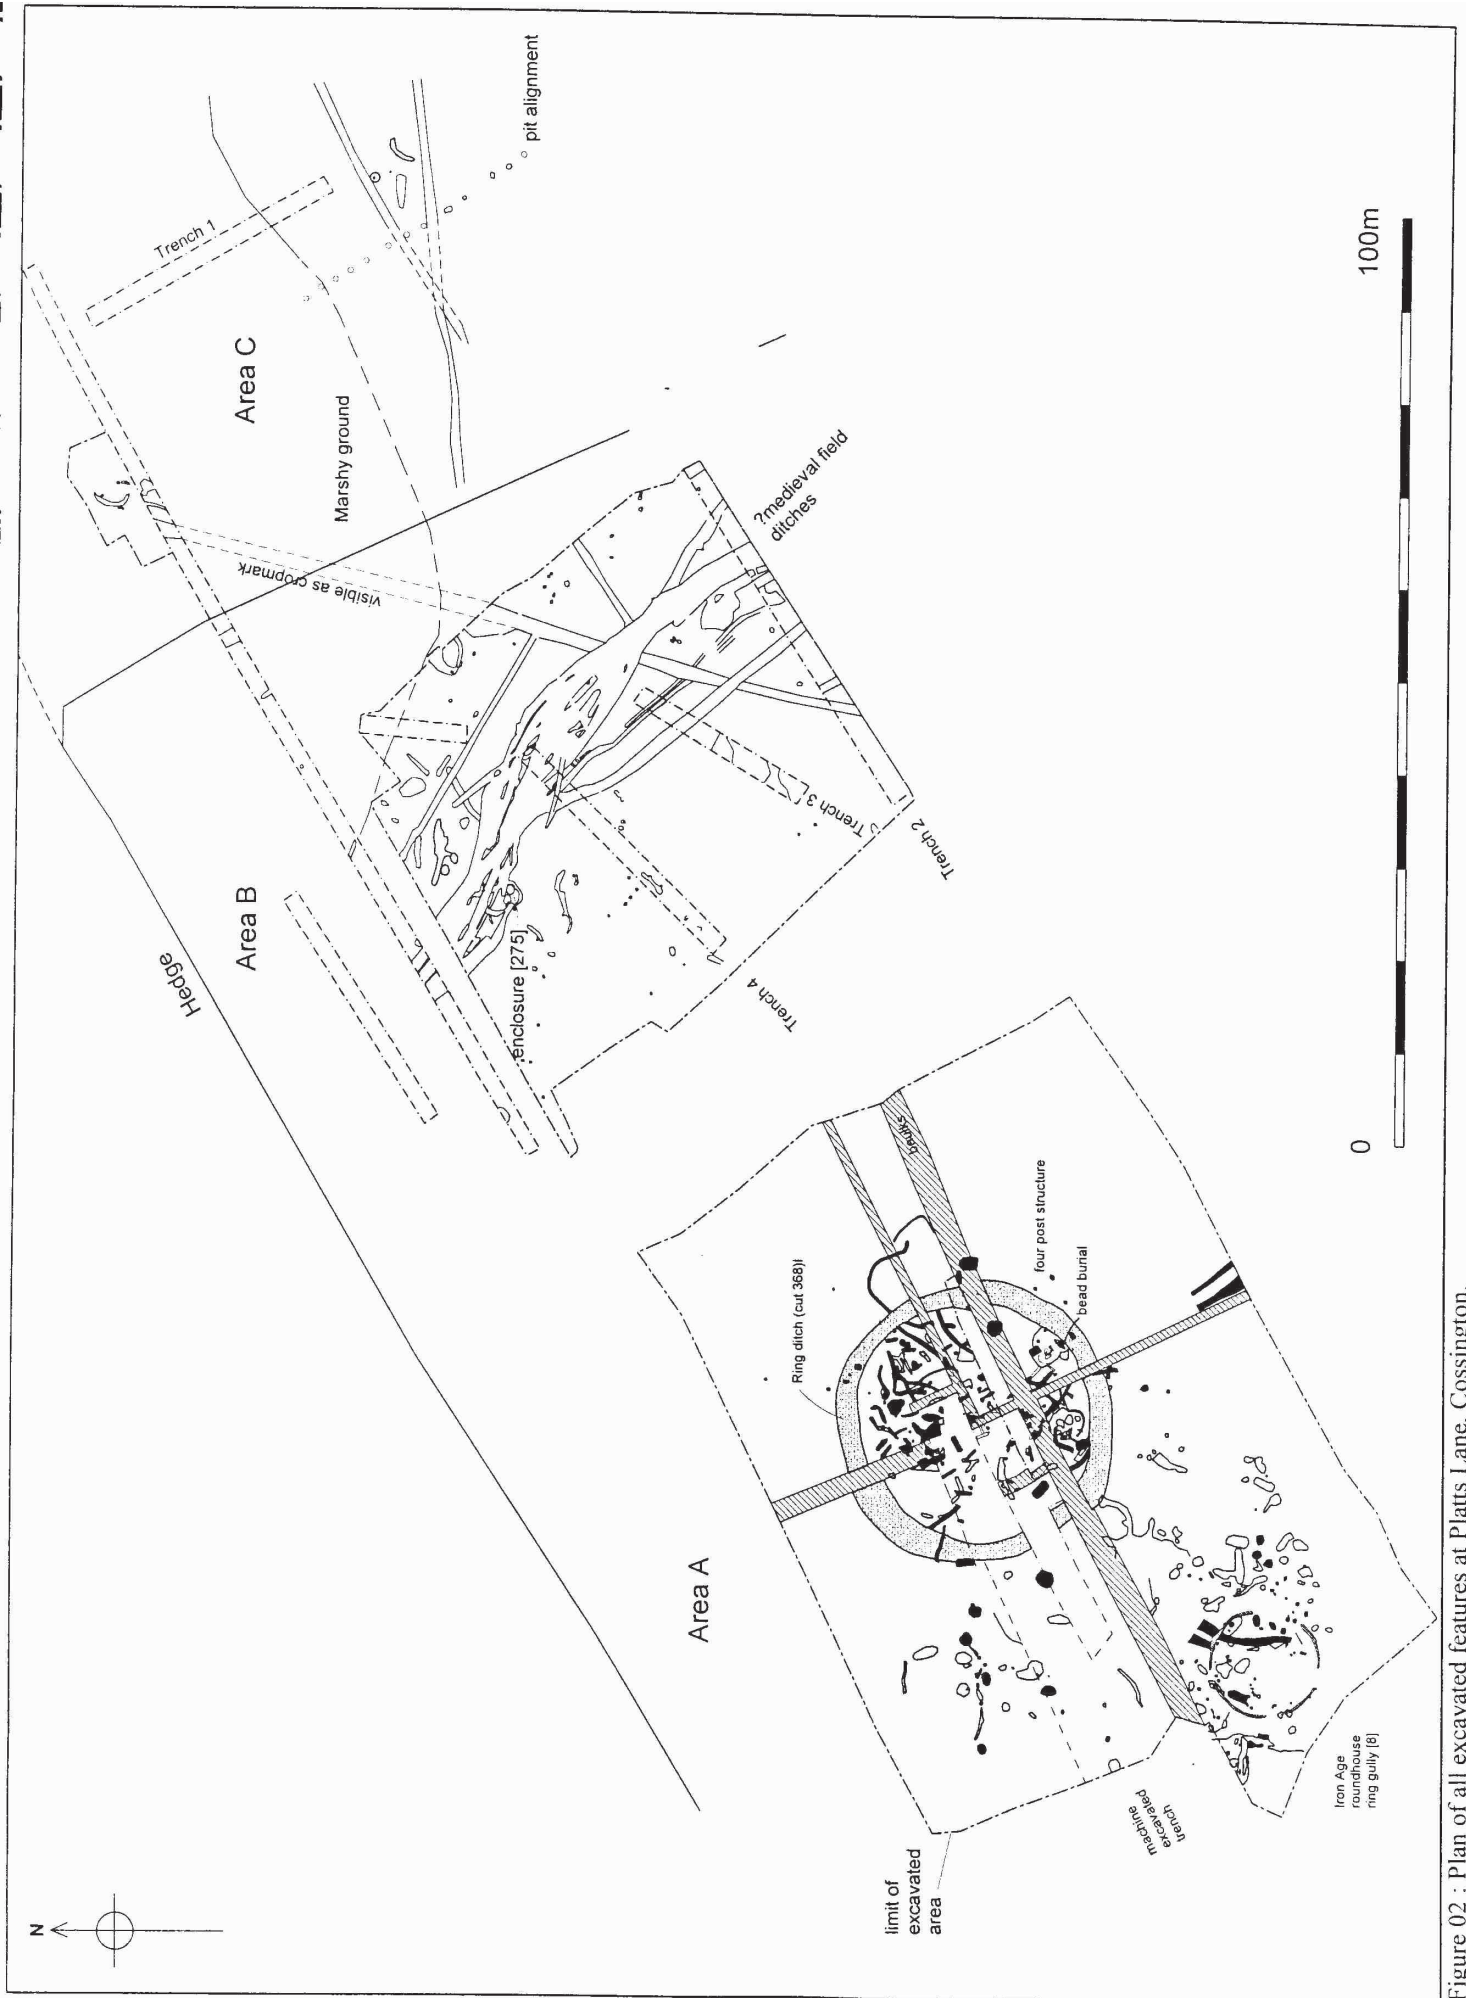 N
pit alignment
Trench 1
Area C
Marshy ground
visible as cropmark
?medieval field
ditches
Hedge
Area B
enclosure [275]
Trench 3
Trench 2
Trench 4
100m
0
baulks
four post structure
bead burial
Ring ditch (cut 368)
Area A
limit of
excavated
area
machine
excavated
trench
Iron Age
roundhouse
ring gully [8]
Figure 02 : Plan of all excavated features at Platts Lane, Cossington.